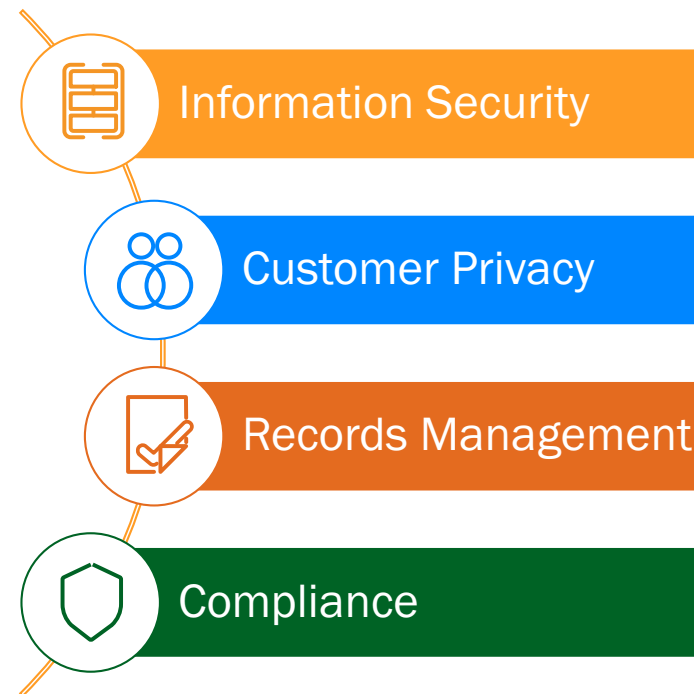 Information Security
Customer Privacy
Records Management
Compliance